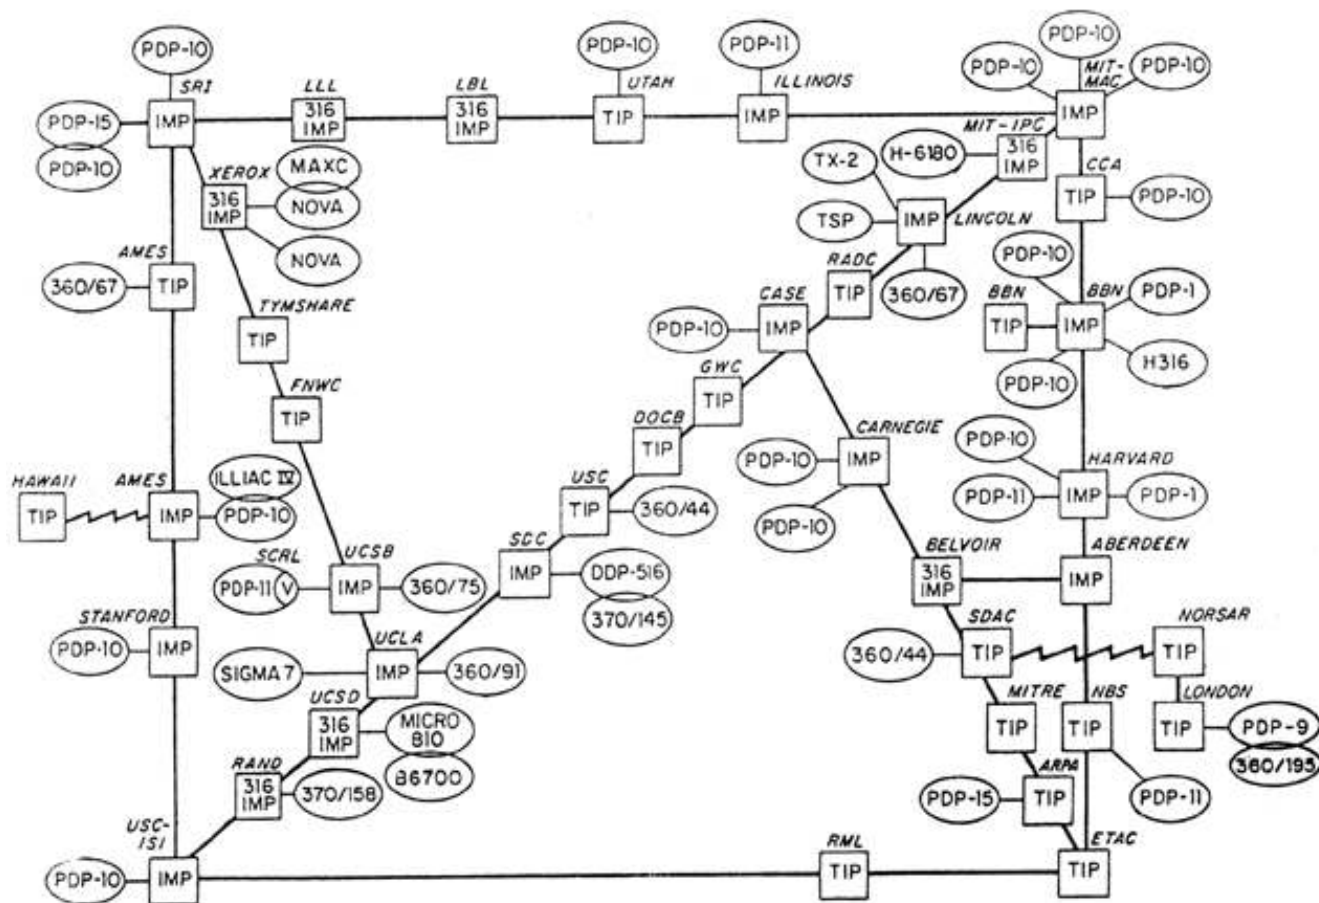 PDP-10
SRI
IMP
PDP-15
PDP-10
LLL
316
IMP
LBL
316
IMP
PDP-10
UTAH
TIP
PDP-11
ILLINOIS
IMP
PDP-10
PDP-10
PDP-10
MIT-
MAC
IMP
MIT-IPC
316
IMP
H-6180
XEROX
316
IMP
MAXC
NOVA
NOVA
TX-2
TSP
IMP
LINCOLN
360/67
CCA
TIP
PDP-10
AMES
360/67
TIP
TYMSHARE
TIP
RADC
TIP
CASE
PDP-10
IMP
PDP-10
BBN
TIP
BBN
IMP
PDP-1
H316
PDP-10
FNWC
TIP
GWC
TIP
DOCB
TIP
CARNEGIE
PDP-10
IMP
PDP-10
PDP-10
HARVARD
PDP-11
IMP
PDP-1
HAWAII
TIP
AMES
IMP
ILLIAC IV
PDP-10
USC
TIP
360/44
SDC
IMP
DDP-516
370/145
SCRL
PDP-11
V
UCSB
IMP
360/75
BELVOIR
316
IMP
ABERDEEN
IMP
STANFORD
PDP-10
IMP
UCLA
SIGMA 7
IMP
360/91
SDAC
360/44
TIP
NORSAR
TIP
UCSD
316
IMP
MICRO
810
B6700
MITRE
TIP
NBS
TIP
LONDON
TIP
PDP-9
360/195
RAND
316
IMP
370/158
ARPA
PDP-15
TIP
PDP-11
USC-
ISI
PDP-10
IMP
RML
TIP
ETAC
TIP